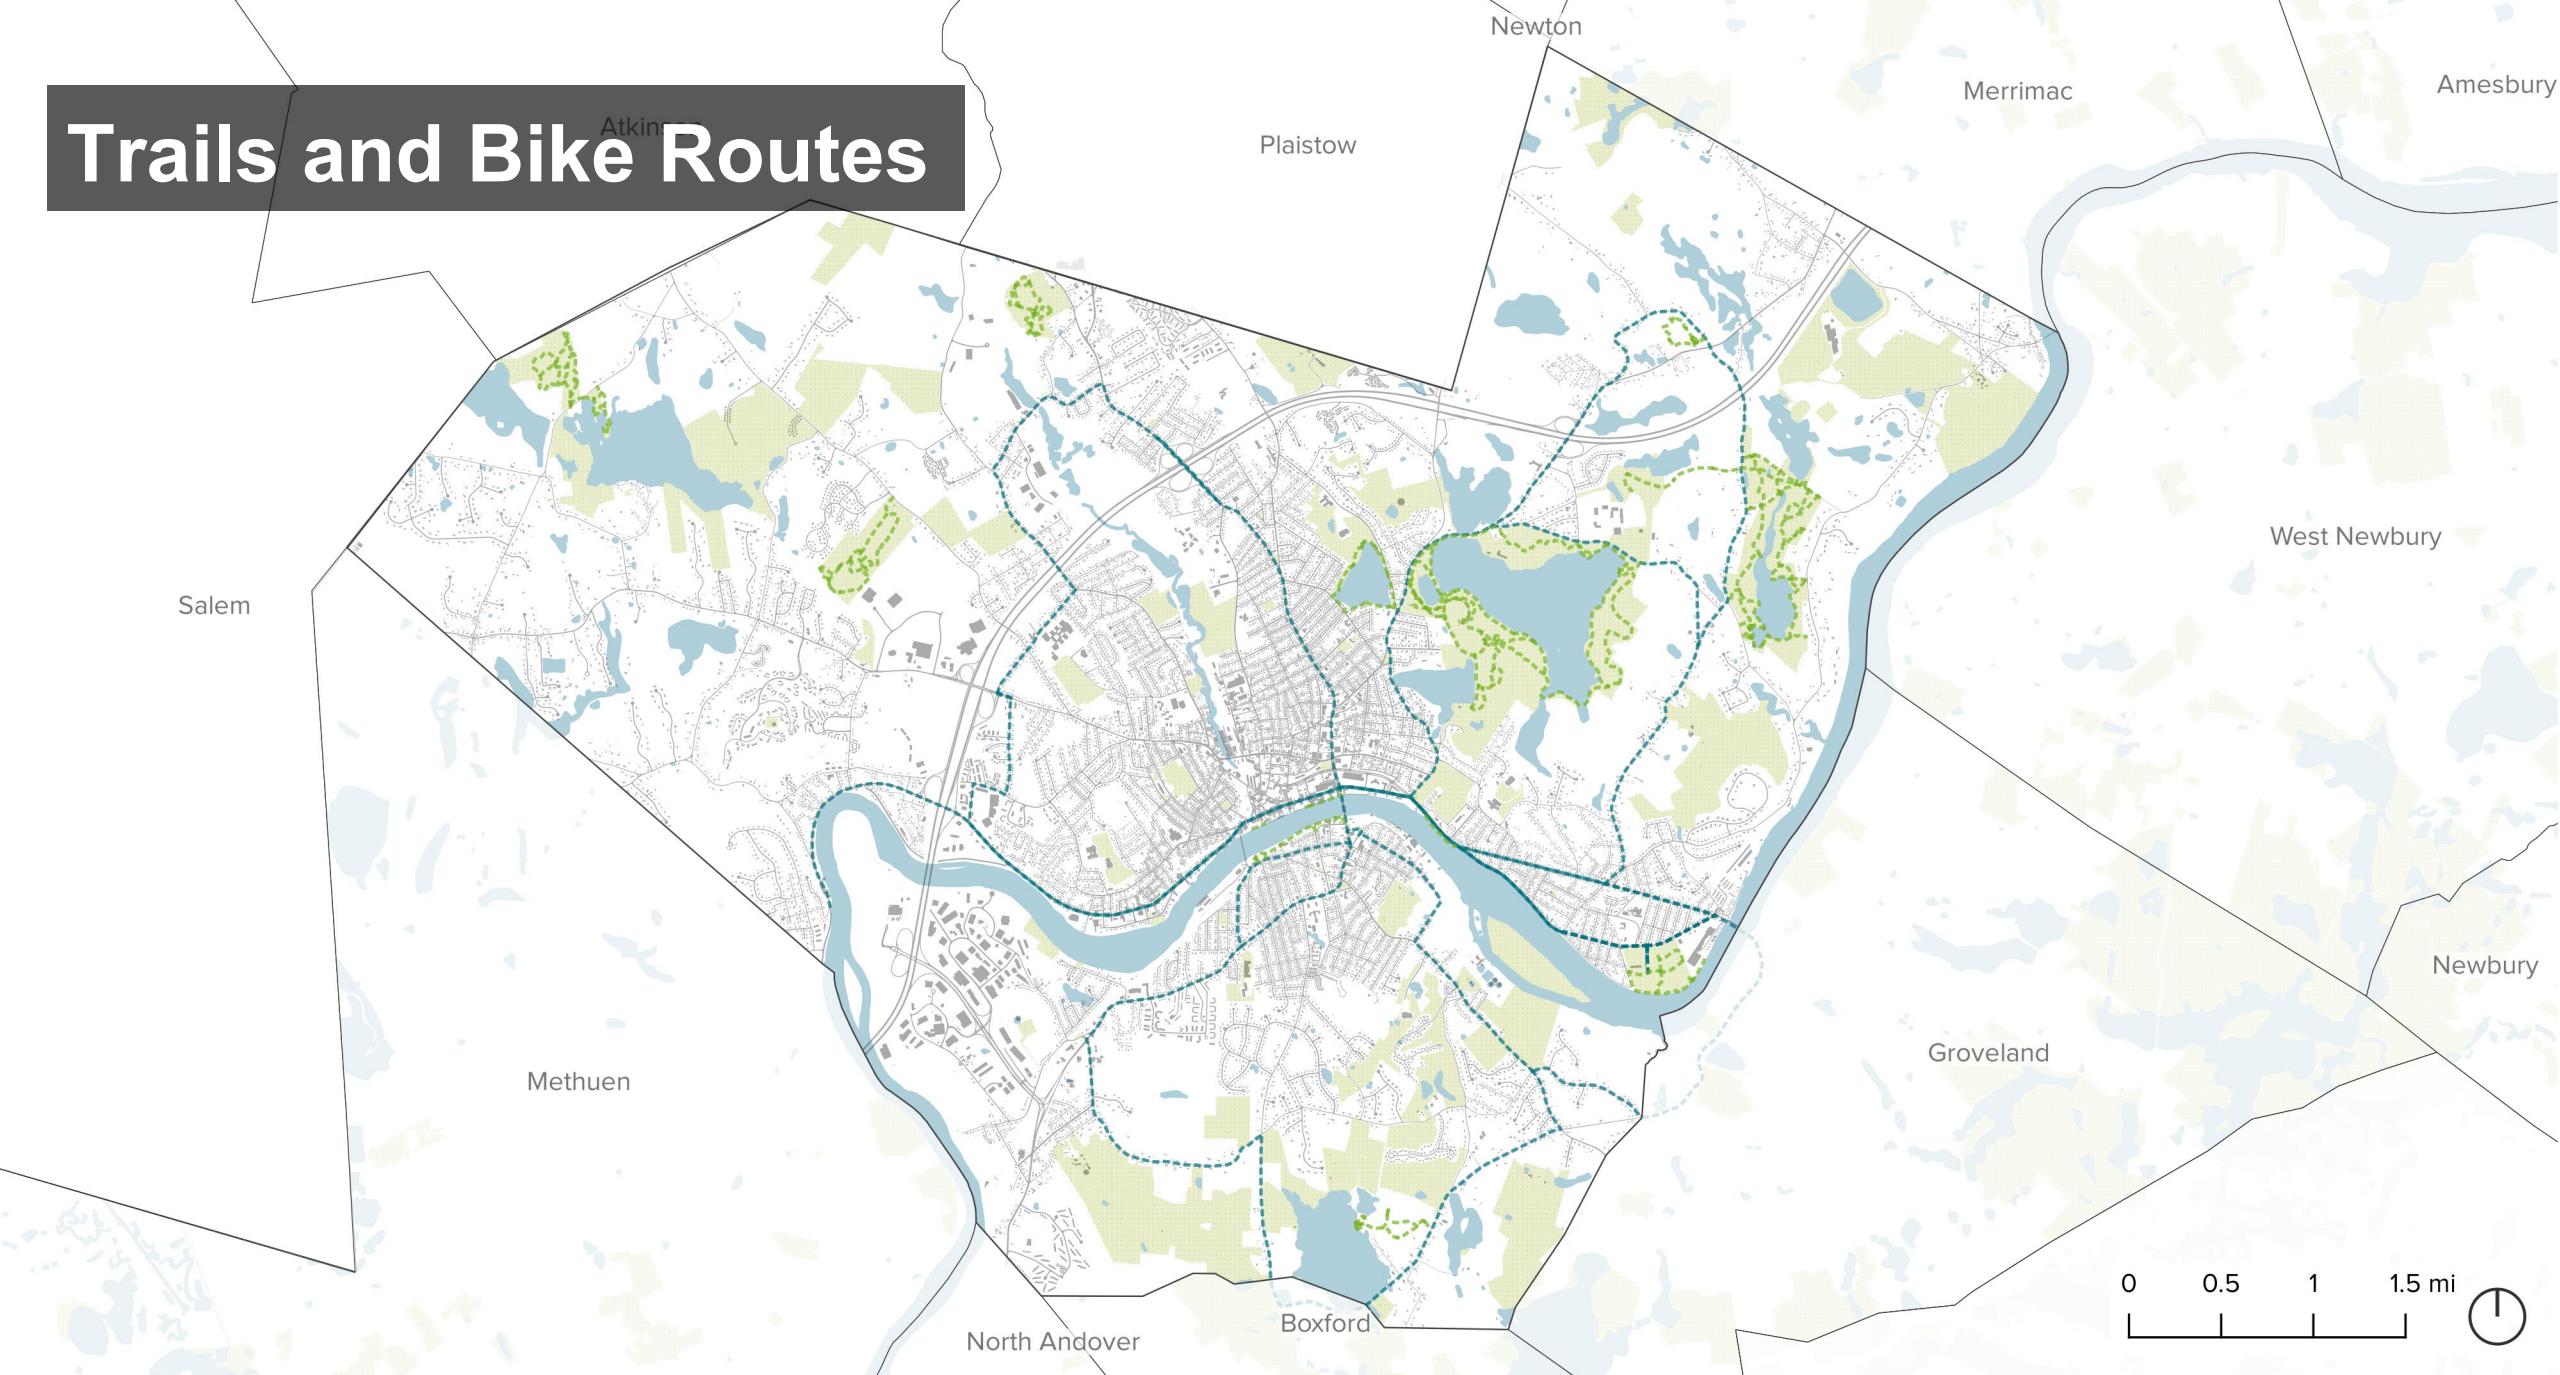 Newton
Merrimac
Amesbury
Atkinson
Trails and Bike Routes
Plaistow
West Newbury
Salem
Newbury
Groveland
Methuen
0 0.5 1 1.5 mi
Boxford
North Andover